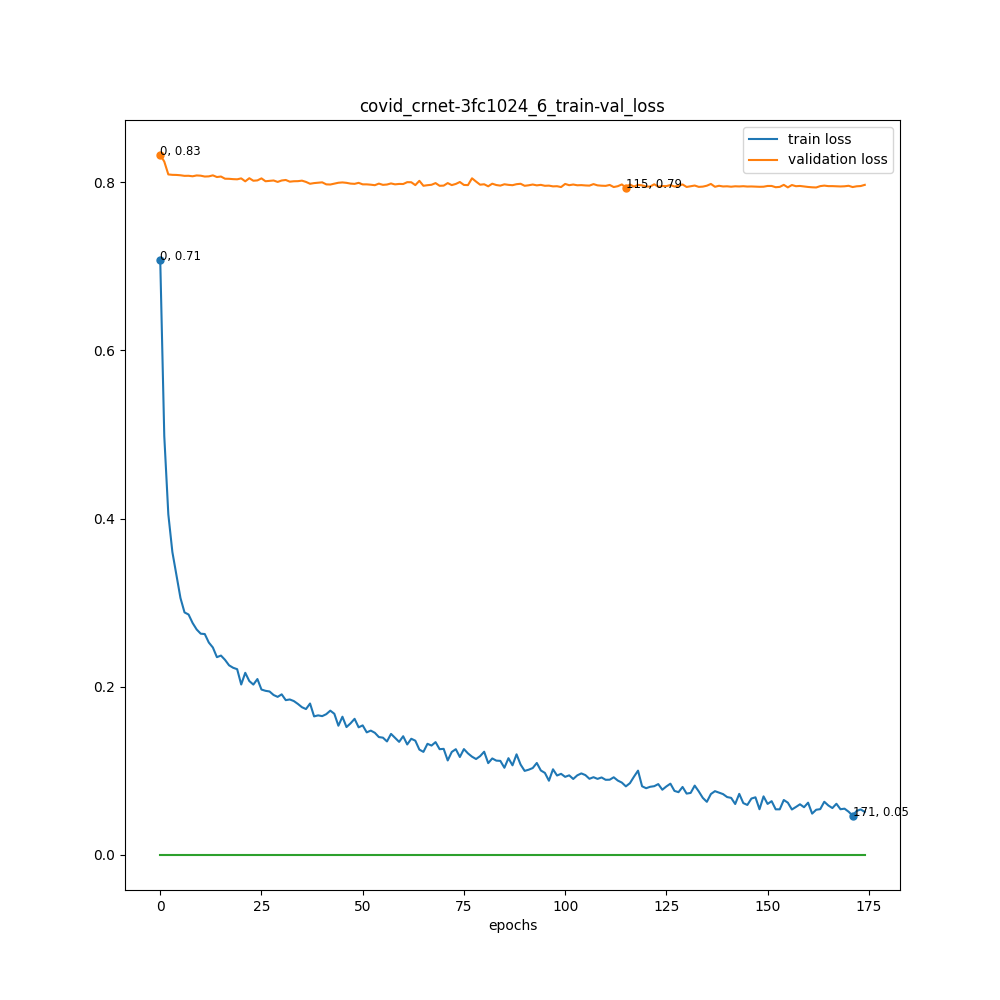 covid_crnet-3fc1024_6_train-val_loss
train loss
validation loss
0, 0.83
115, 0.79
0, 0.71
171, 0.05
0.8
0.6
0.4
0.2
0.0
0 25 50 75 100 125 150 175
epochs